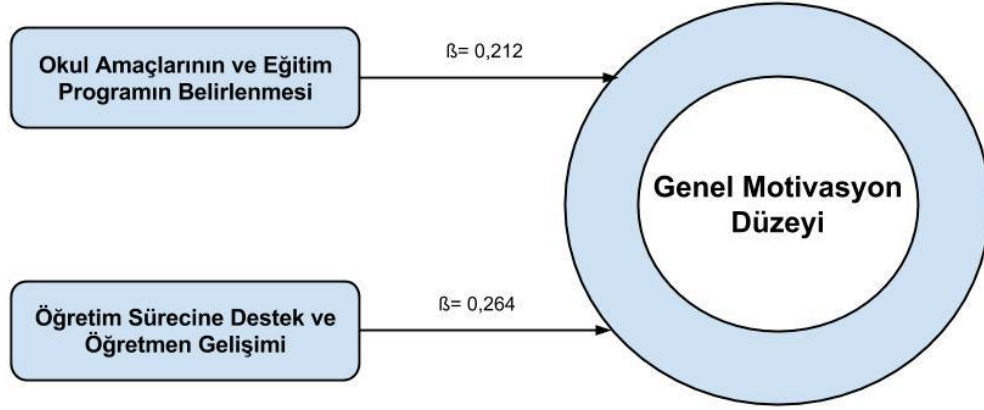 Okul Amaçlarının ve Eğitim
Programın Belirlenmesi
ß= 0,212
Genel Motivasyon
Düzeyi
Öğretim Sürecine Destek ve
Öğretmen Gelişimi
ß= 0,264